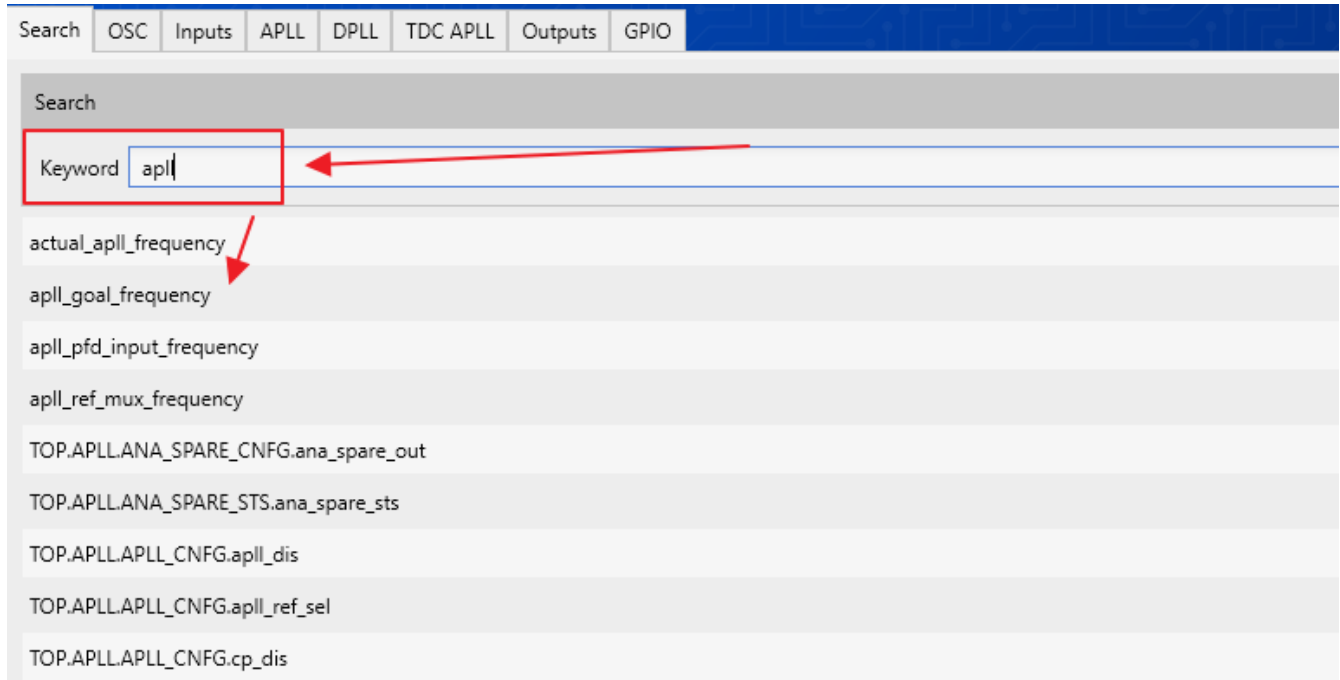 Search OSC Inputs APLL DPLL TDC APLL Outputs GPIO
Search
Keyword apll
actual_apll_frequency
apll_goal_frequency
apll_pfd_input_frequency
apll_ref_mux_frequency
TOP.APLL.ANA_SPARE_CNFG.ana_spare_out
TOP.APLL.ANA_SPARE_STS.ana_spare_sts
TOP.APLL.APLL_CNFG.apll_dis
TOP.APLL.APLL_CNFG.apll_ref_sel
TOP.APLL.APLL_CNFG.cp_dis